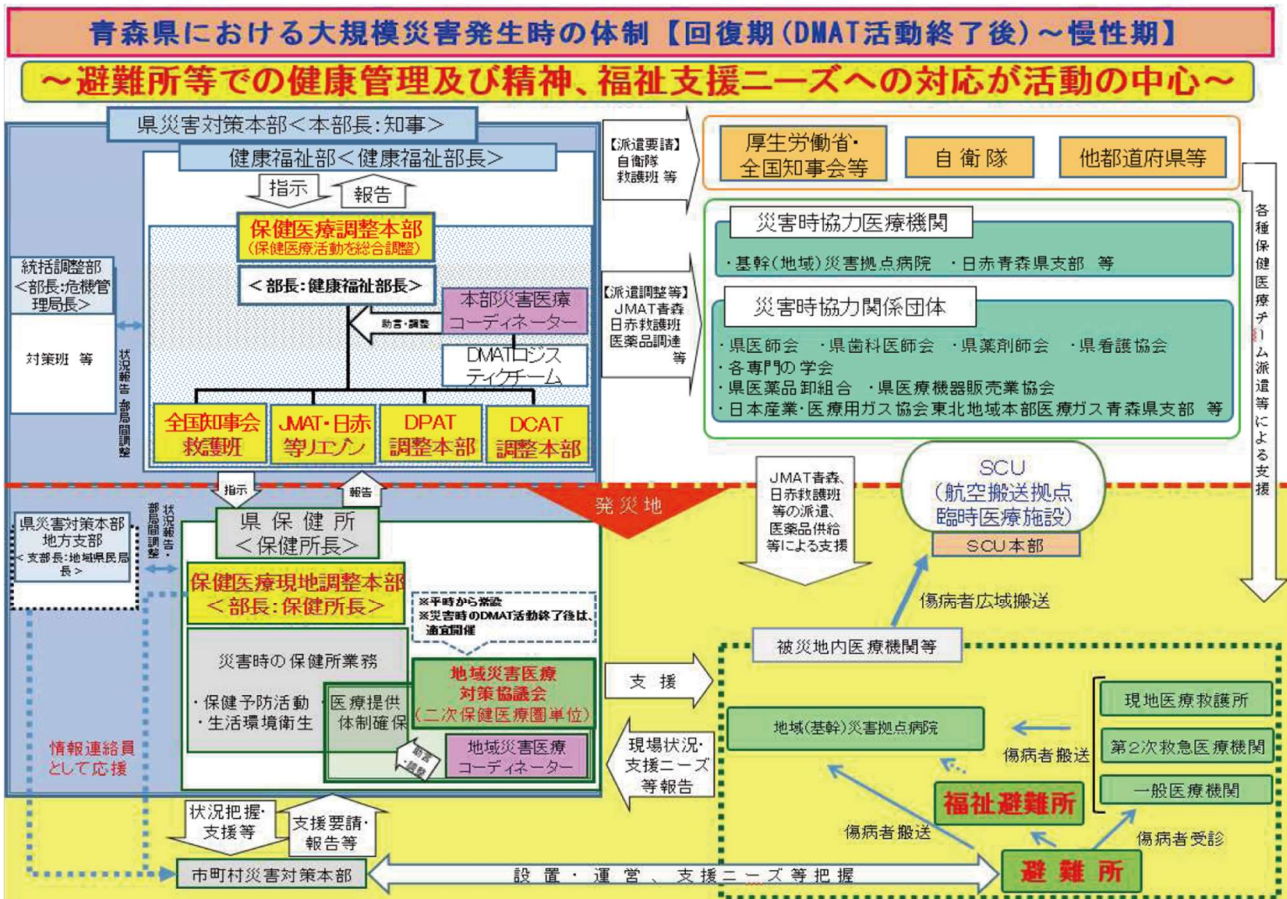 青森県における大規模災害発生時の体制【回復期(DMAT活動終了後)～慢性期】
～避難所等での健康管理及び精神、福祉支援ニーズへの対応が活動の中心～
県災害対策本部<本部長:知事>
健康福祉部<健康福祉部長>
指示
報告
保健医療調整本部
(保健医療活動を総合調整)
<部長:健康福祉部長>
統括調整部
<部長:危機管
理局長>
対策班 等
状況報告・部局間調整
本部災害医療
コーディネーター
助言・調整
DMATロジス
ティクチーム
全国知事会
救護班
JMAT・日赤
等リエゾン
DPAT
調整本部
DCAT
調整本部
【派遣要請】
自衛隊
救護班 等
厚生労働省・
全国知事会等
自衛隊
他都道府県等
【派遣調整等】
JMAT青森
日赤救護班
医薬品調達
等
災害時協力医療機関
・基幹(地域)災害拠点病院 ・日赤青森県支部 等
災害時協力関係団体
・県医師会 ・県歯科医師会 ・県薬剤師会 ・県看護協会
・各専門の学会
・県医薬品卸組合 ・県医療機器販売業協会
・日本産業・医療用ガス協会東北地域本部医療ガス青森県支部 等
各種保健医療チーム派遣等による支援
指示
報告
発災地
JMAT青森、
日赤救護班
等の派遣、
医薬品供給
等による支援
SCU
(航空搬送拠点
臨時医療施設)
SCU本部
県災害対策本部
地方支部
<支部長:地域県民局
長>
状況報告・
部局間調整
県保健所
<保健所長>
保健医療現地調整本部
<部長:保健所長>
※平時から常設
※災害時のDMAT活動終了後は、
適宜開催
災害時の保健所業務
・保健予防活動
・生活環境衛生
・医療提供
体制確保
地域災害医療
対策協議会
(二次保健医療圏単位)
助言・調整
地域災害医療
コーディネーター
情報連絡員
として応援
支援
現場状況・
支援ニーズ
等報告
傷病者広域搬送
被災地内医療機関等
地域(基幹)災害拠点病院
現地医療救護所
第2次救急医療機関
一般医療機関
傷病者搬送
福祉避難所
傷病者搬送
傷病者受診
避難所
状況把握・
支援等
支援要請・
報告等
市町村災害対策本部
設置・運営、支援ニーズ等把握